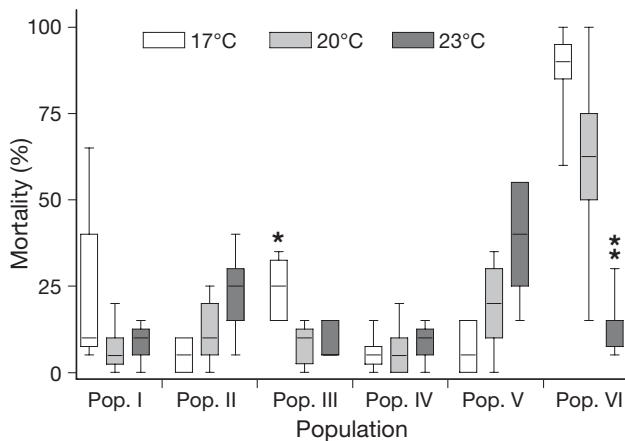 100
75
50
25
0
Mortality (%)
17°C 20°C 23°C
*
*
*
Pop. I Pop. II Pop. III Pop. IV Pop. V Pop. VI
Population